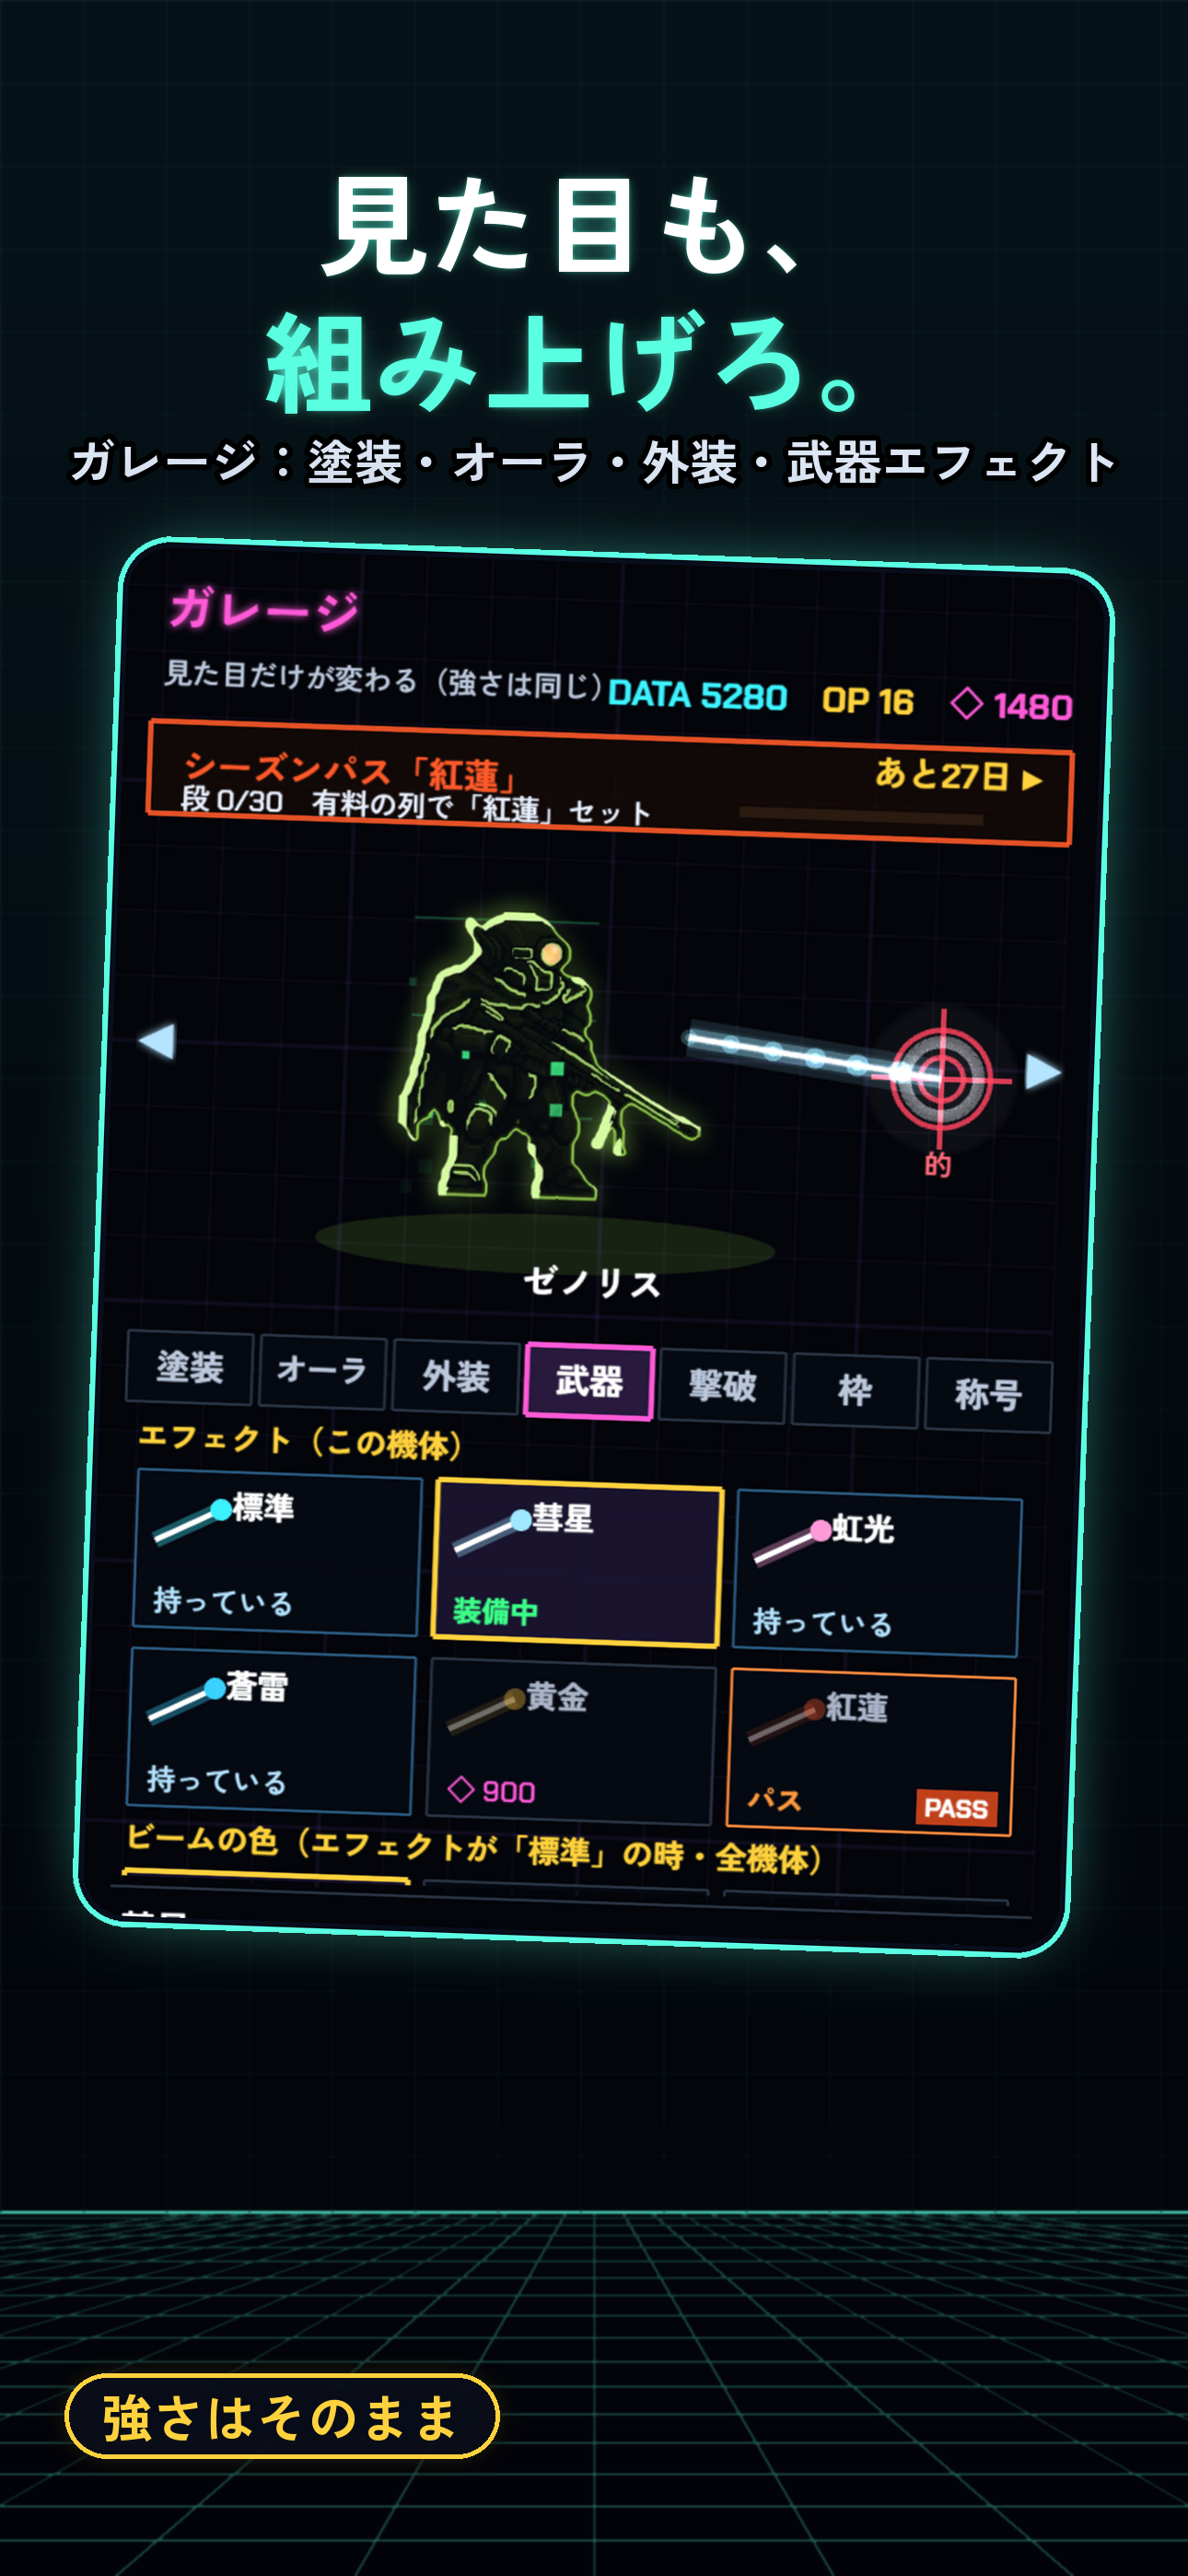 見た目も、
組み上げろ。
ガレージ：塗装・オーラ・外装・武器エフェクト
ガレージ
見た目だけが変わる（強さは同じ） DATA 5280 OP 16 ◇ 1480
シーズンパス「紅蓮」 あと27日 ▶
段 0/30 有料の列で「紅蓮」セット
的
ゼノリス
塗装 オーラ 外装 武器 撃破 枠 称号
エフェクト（この機体）
標準 彗星 虹光
持っている 装備中 持っている
蒼雷 黄金 紅蓮
持っている ◇ 900 パス PASS
ビームの色（エフェクトが「標準」の時・全機体）
強さはそのまま